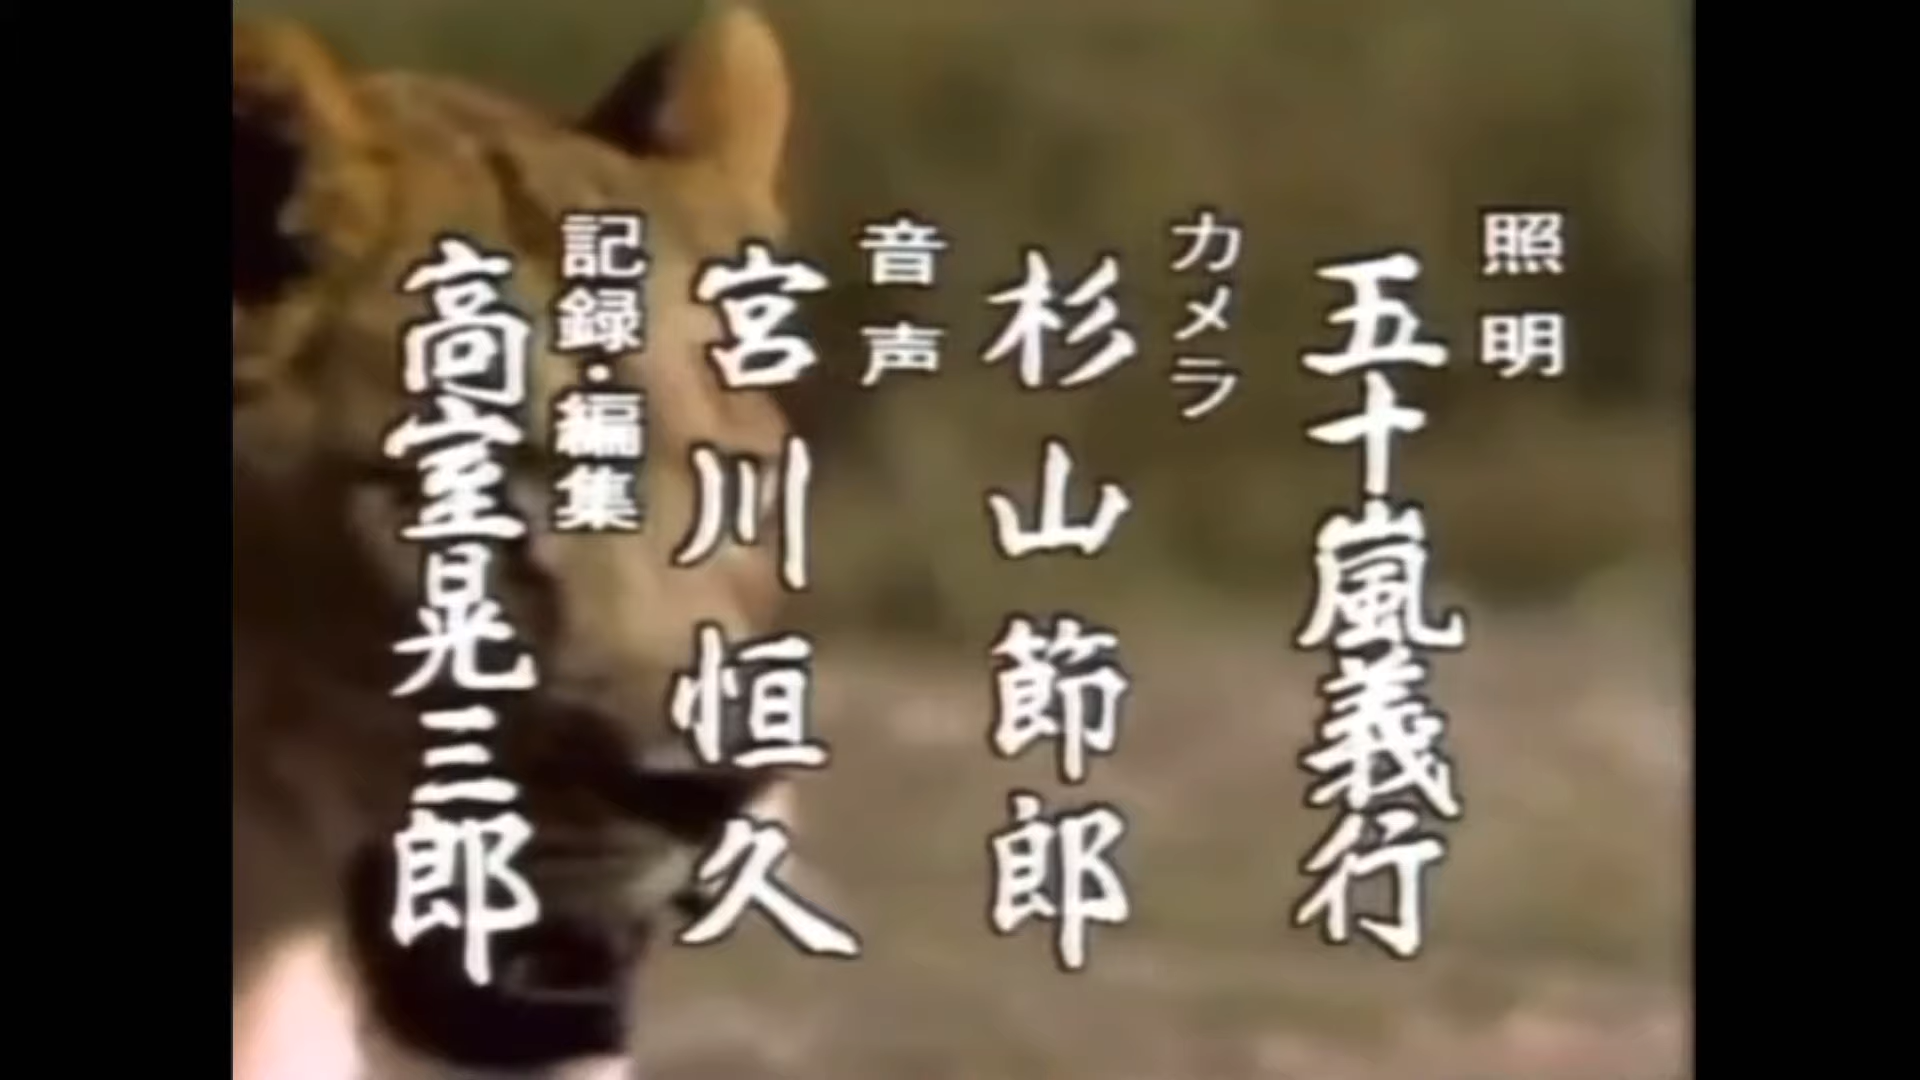 照明
五十嵐義行
カメラ
杉山節郎
音声
宮川恒久
記録・編集
高室晃三郎